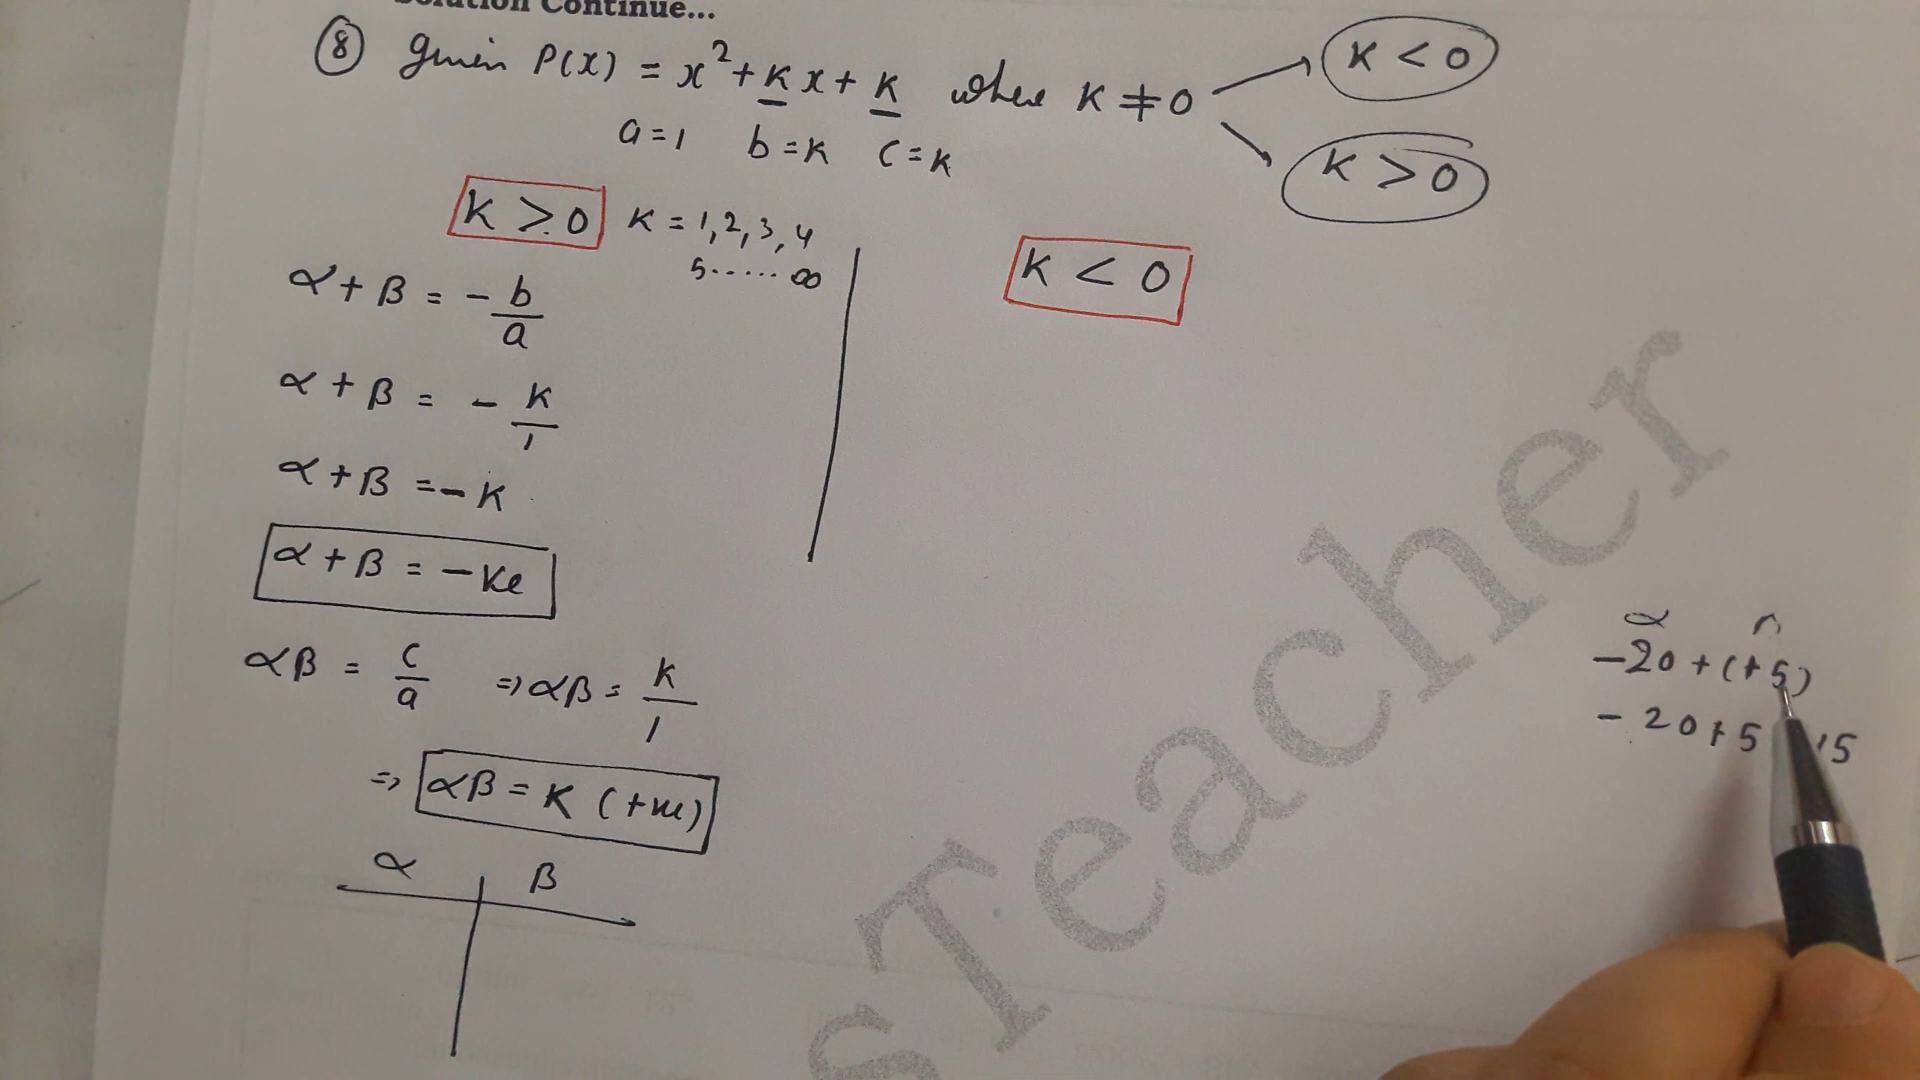 Solution Continue...
⑧ Given P(x) = x² + kx + k where k ≠ 0
k < 0
k > 0
a=1 b=k c=k
k > 0 k = 1,2,3,4
5......∞
k < 0
α + β = - b/a
α + β = - k/1
α + β = - k
α + β = - ve
αβ = c/a ⇒ αβ = k/1
⇒ αβ = k (+ve)
α β
α
-20 + (+5)
- 20+5 15
sTeacher